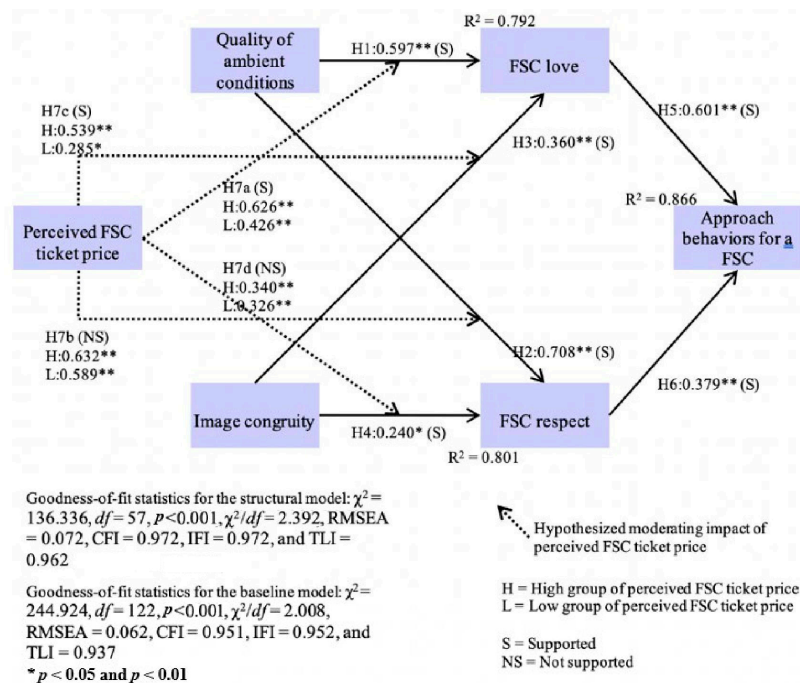 R² = 0.792
Quality of
ambient
conditions
H1:0.597** (S)
FSC love
H7c (S)
H:0.539**
L:0.285*
H3:0.360** (S)
H5:0.601** (S)
H7a (S)
H:0.626**
L:0.426**
R² = 0.866
Perceived FSC
ticket price
Approach
behaviors for a
FSC
H7d (NS)
H:0.340**
L:0.326**
H7b (NS)
H:0.632**
L:0.589**
H2:0.708** (S)
H6:0.379** (S)
Image congruity
H4:0.240* (S)
FSC respect
R² = 0.801
Goodness-of-fit statistics for the structural model: χ² =
136.336, df = 57, p<0.001, χ²/df = 2.392, RMSEA
= 0.072, CFI = 0.972, IFI = 0.972, and TLI =
0.962
Goodness-of-fit statistics for the baseline model: χ² =
244.924, df = 122, p<0.001, χ²/df = 2.008,
RMSEA = 0.062, CFI = 0.951, IFI = 0.952, and
TLI = 0.937
* p < 0.05 and p < 0.01
Hypothesized moderating impact of
perceived FSC ticket price
H = High group of perceived FSC ticket price
L = Low group of perceived FSC ticket price
S = Supported
NS = Not supported